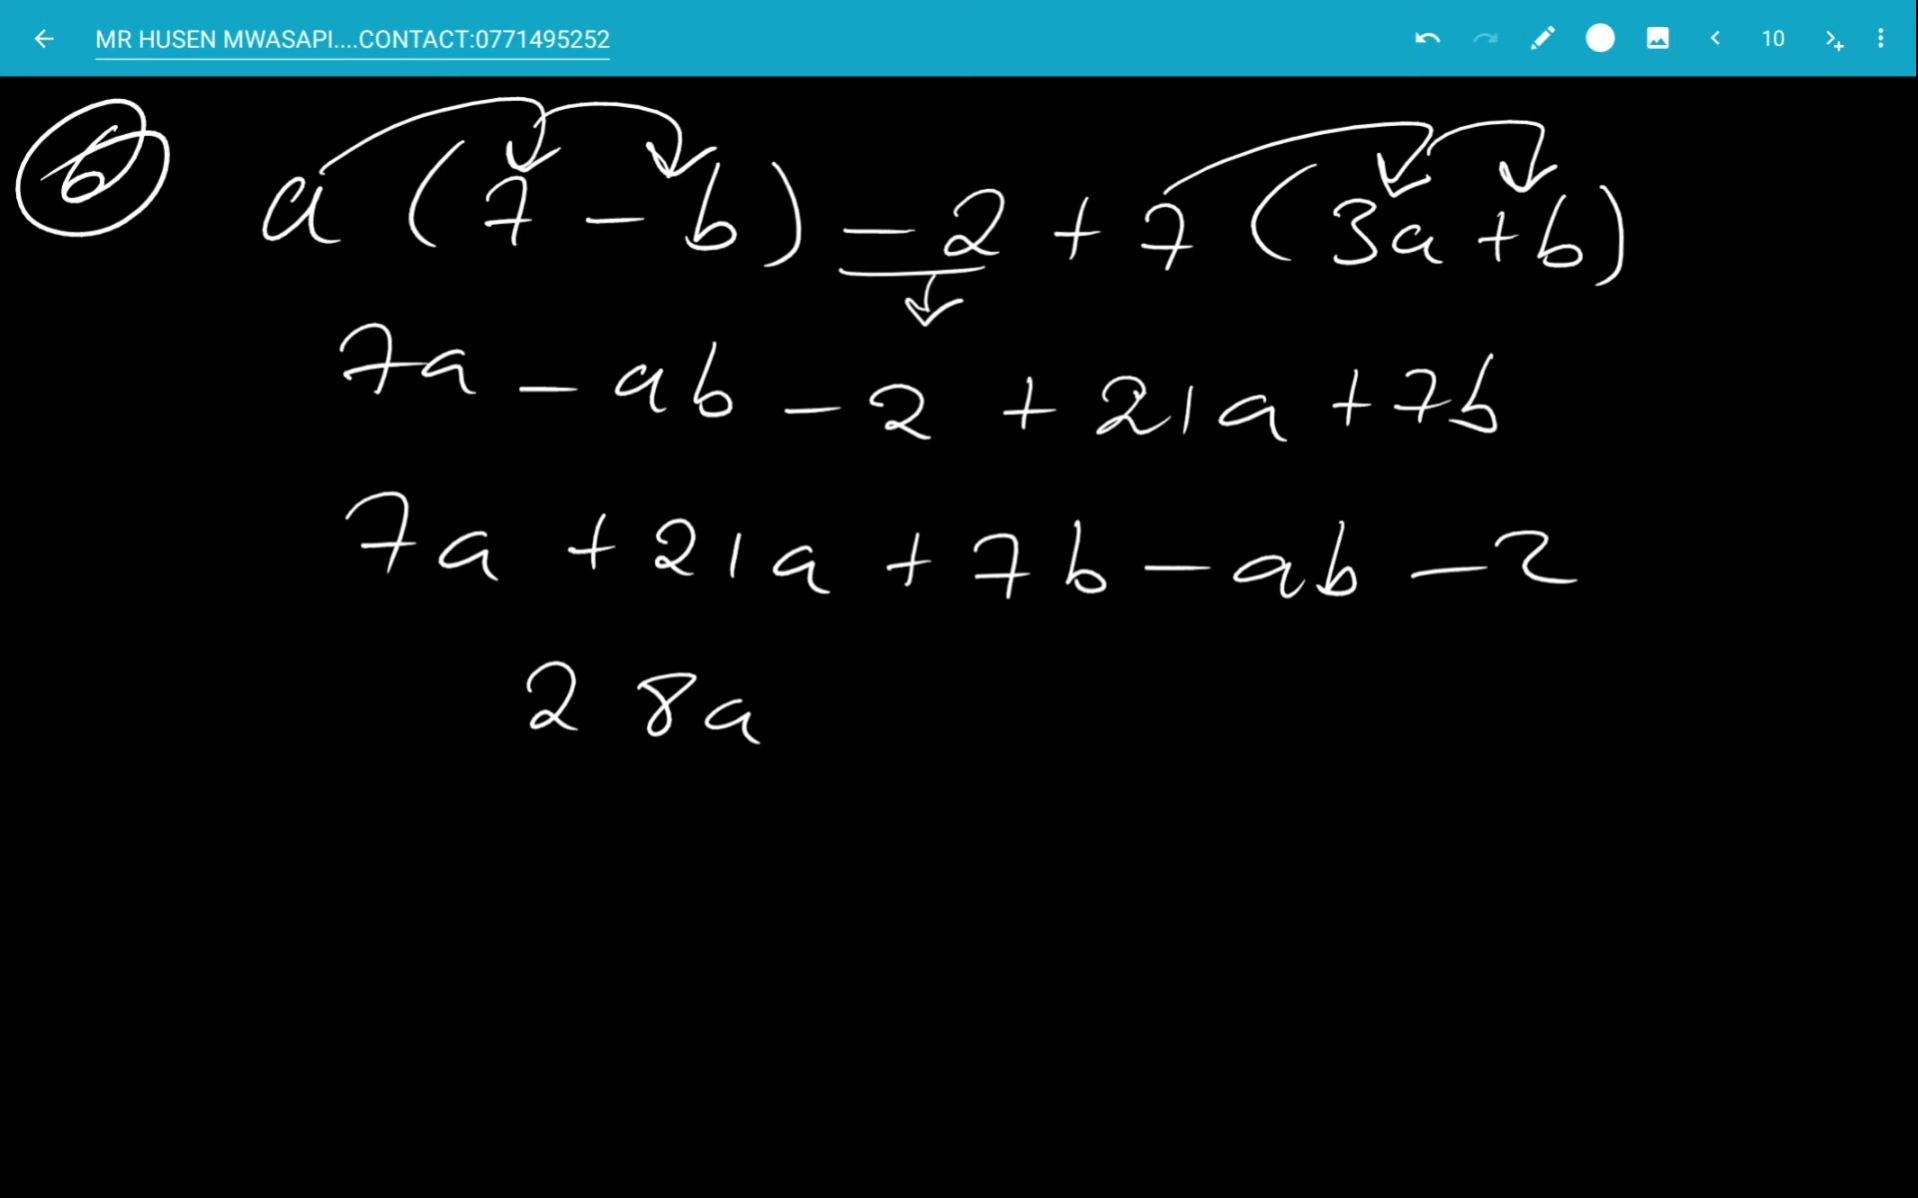 MR HUSEN MWASAPI....CONTACT:0771495252
10
6 a(7-b)-2+7(3a+b)
7a-ab-2+21a+7b
7a+21a+7b-ab-2
28a